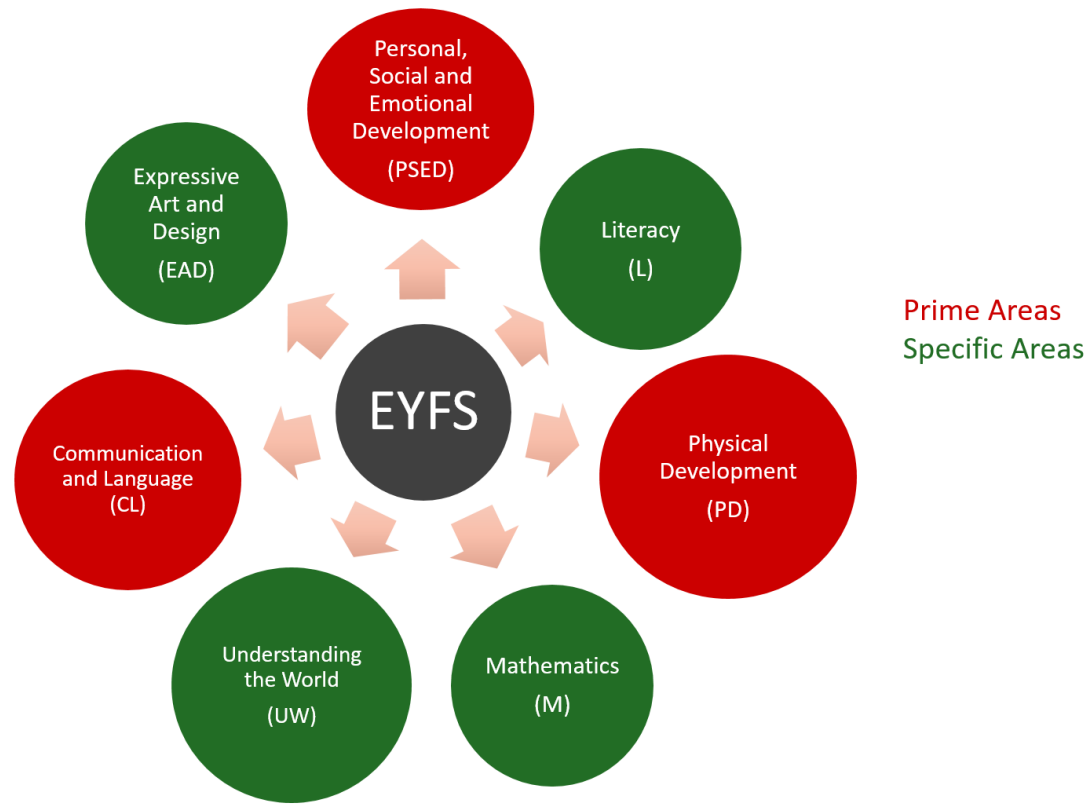 Personal,
Social and
Emotional
Development
(PSED)
Expressive
Art and
Design
(EAD)
Literacy
(L)
Prime Areas
Specific Areas
EYFS
Communication
and Language
(CL)
Physical
Development
(PD)
Understanding
the World
(UW)
Mathematics
(M)